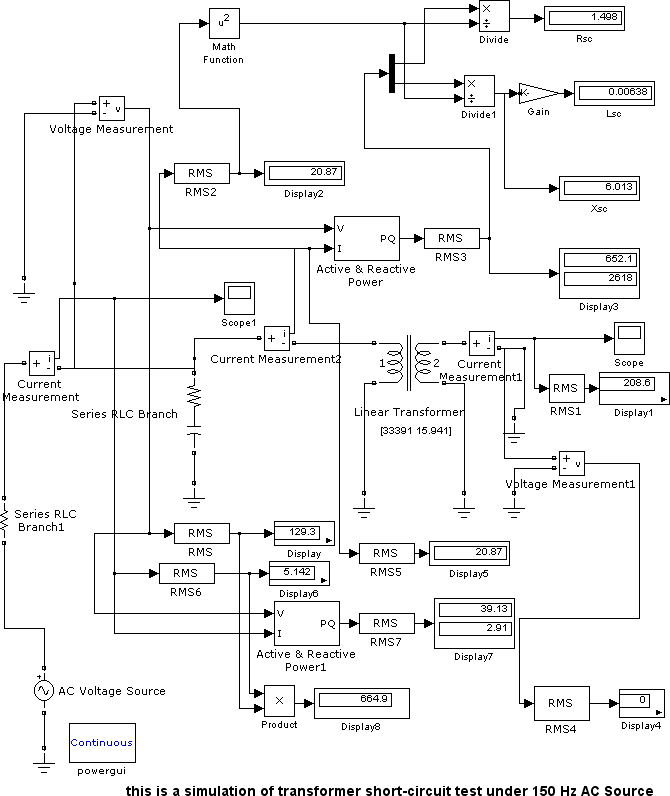 u²
Math
Function
×
÷
Divide
1.498
Rsc
×
÷
Divide1
K-
Gain
0.00638
Lsc
+
-
v
Voltage Measurement
RMS
RMS2
20.87
Display2
6.013
Xsc
V
I
PQ
Active & Reactive
Power
RMS
RMS3
652.1
2618
Display3
Scope1
+
i
-
Current
Measurement
+
i
-
Current Measurement2
1
2
Linear Transformer
[33391 15.941]
+
i
-
Current
Measurement1
Scope
RMS
RMS1
208.6
Display1
Series RLC Branch
+
-
v
Voltage Measurement1
Series RLC
Branch1
RMS
RMS
129.3
Display
RMS
RMS5
20.87
Display5
RMS
RMS6
5.142
Display6
V
I
PQ
Active & Reactive
Power1
RMS
RMS7
39.13
2.91
Display7
+
AC Voltage Source
×
Product
664.9
Display8
RMS
RMS4
0
Display4
Continuous
powergui
this is a simulation of transformer short-circuit test under 150 Hz AC Source